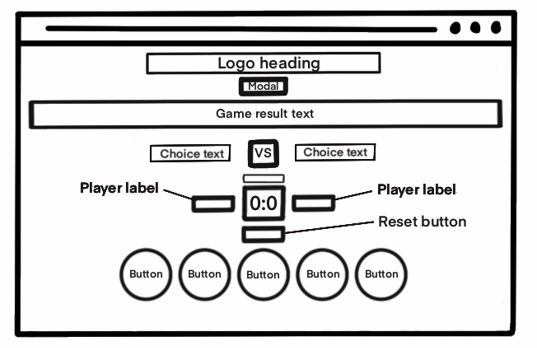 Logo heading
Modal
Game result text
Choice text
VS
Choice text
Player label
Player label
0:0
Reset button
Button
Button
Button
Button
Button